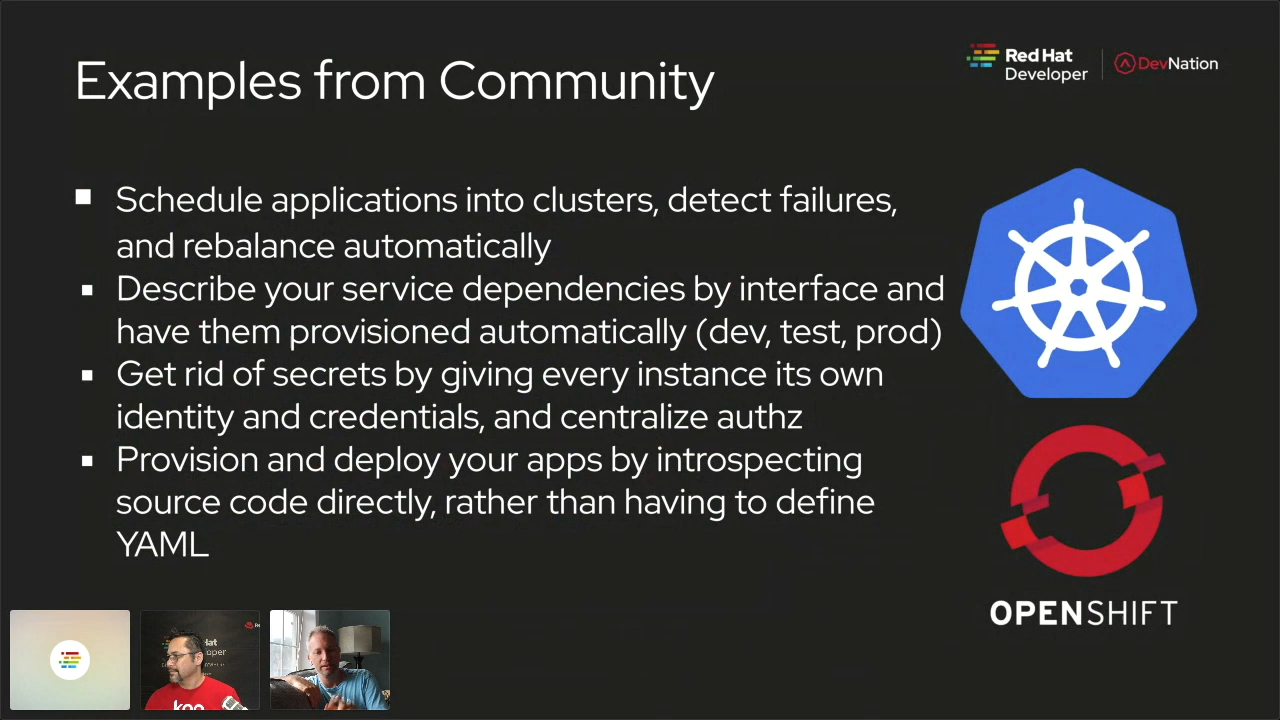 Examples from Community
Red Hat
Developer
DevNation
Schedule applications into clusters, detect failures,
and rebalance automatically
Describe your service dependencies by interface and
have them provisioned automatically (dev, test, prod)
Get rid of secrets by giving every instance its own
identity and credentials, and centralize authz
Provision and deploy your apps by introspecting
source code directly, rather than having to define
YAML
OPENSHIFT